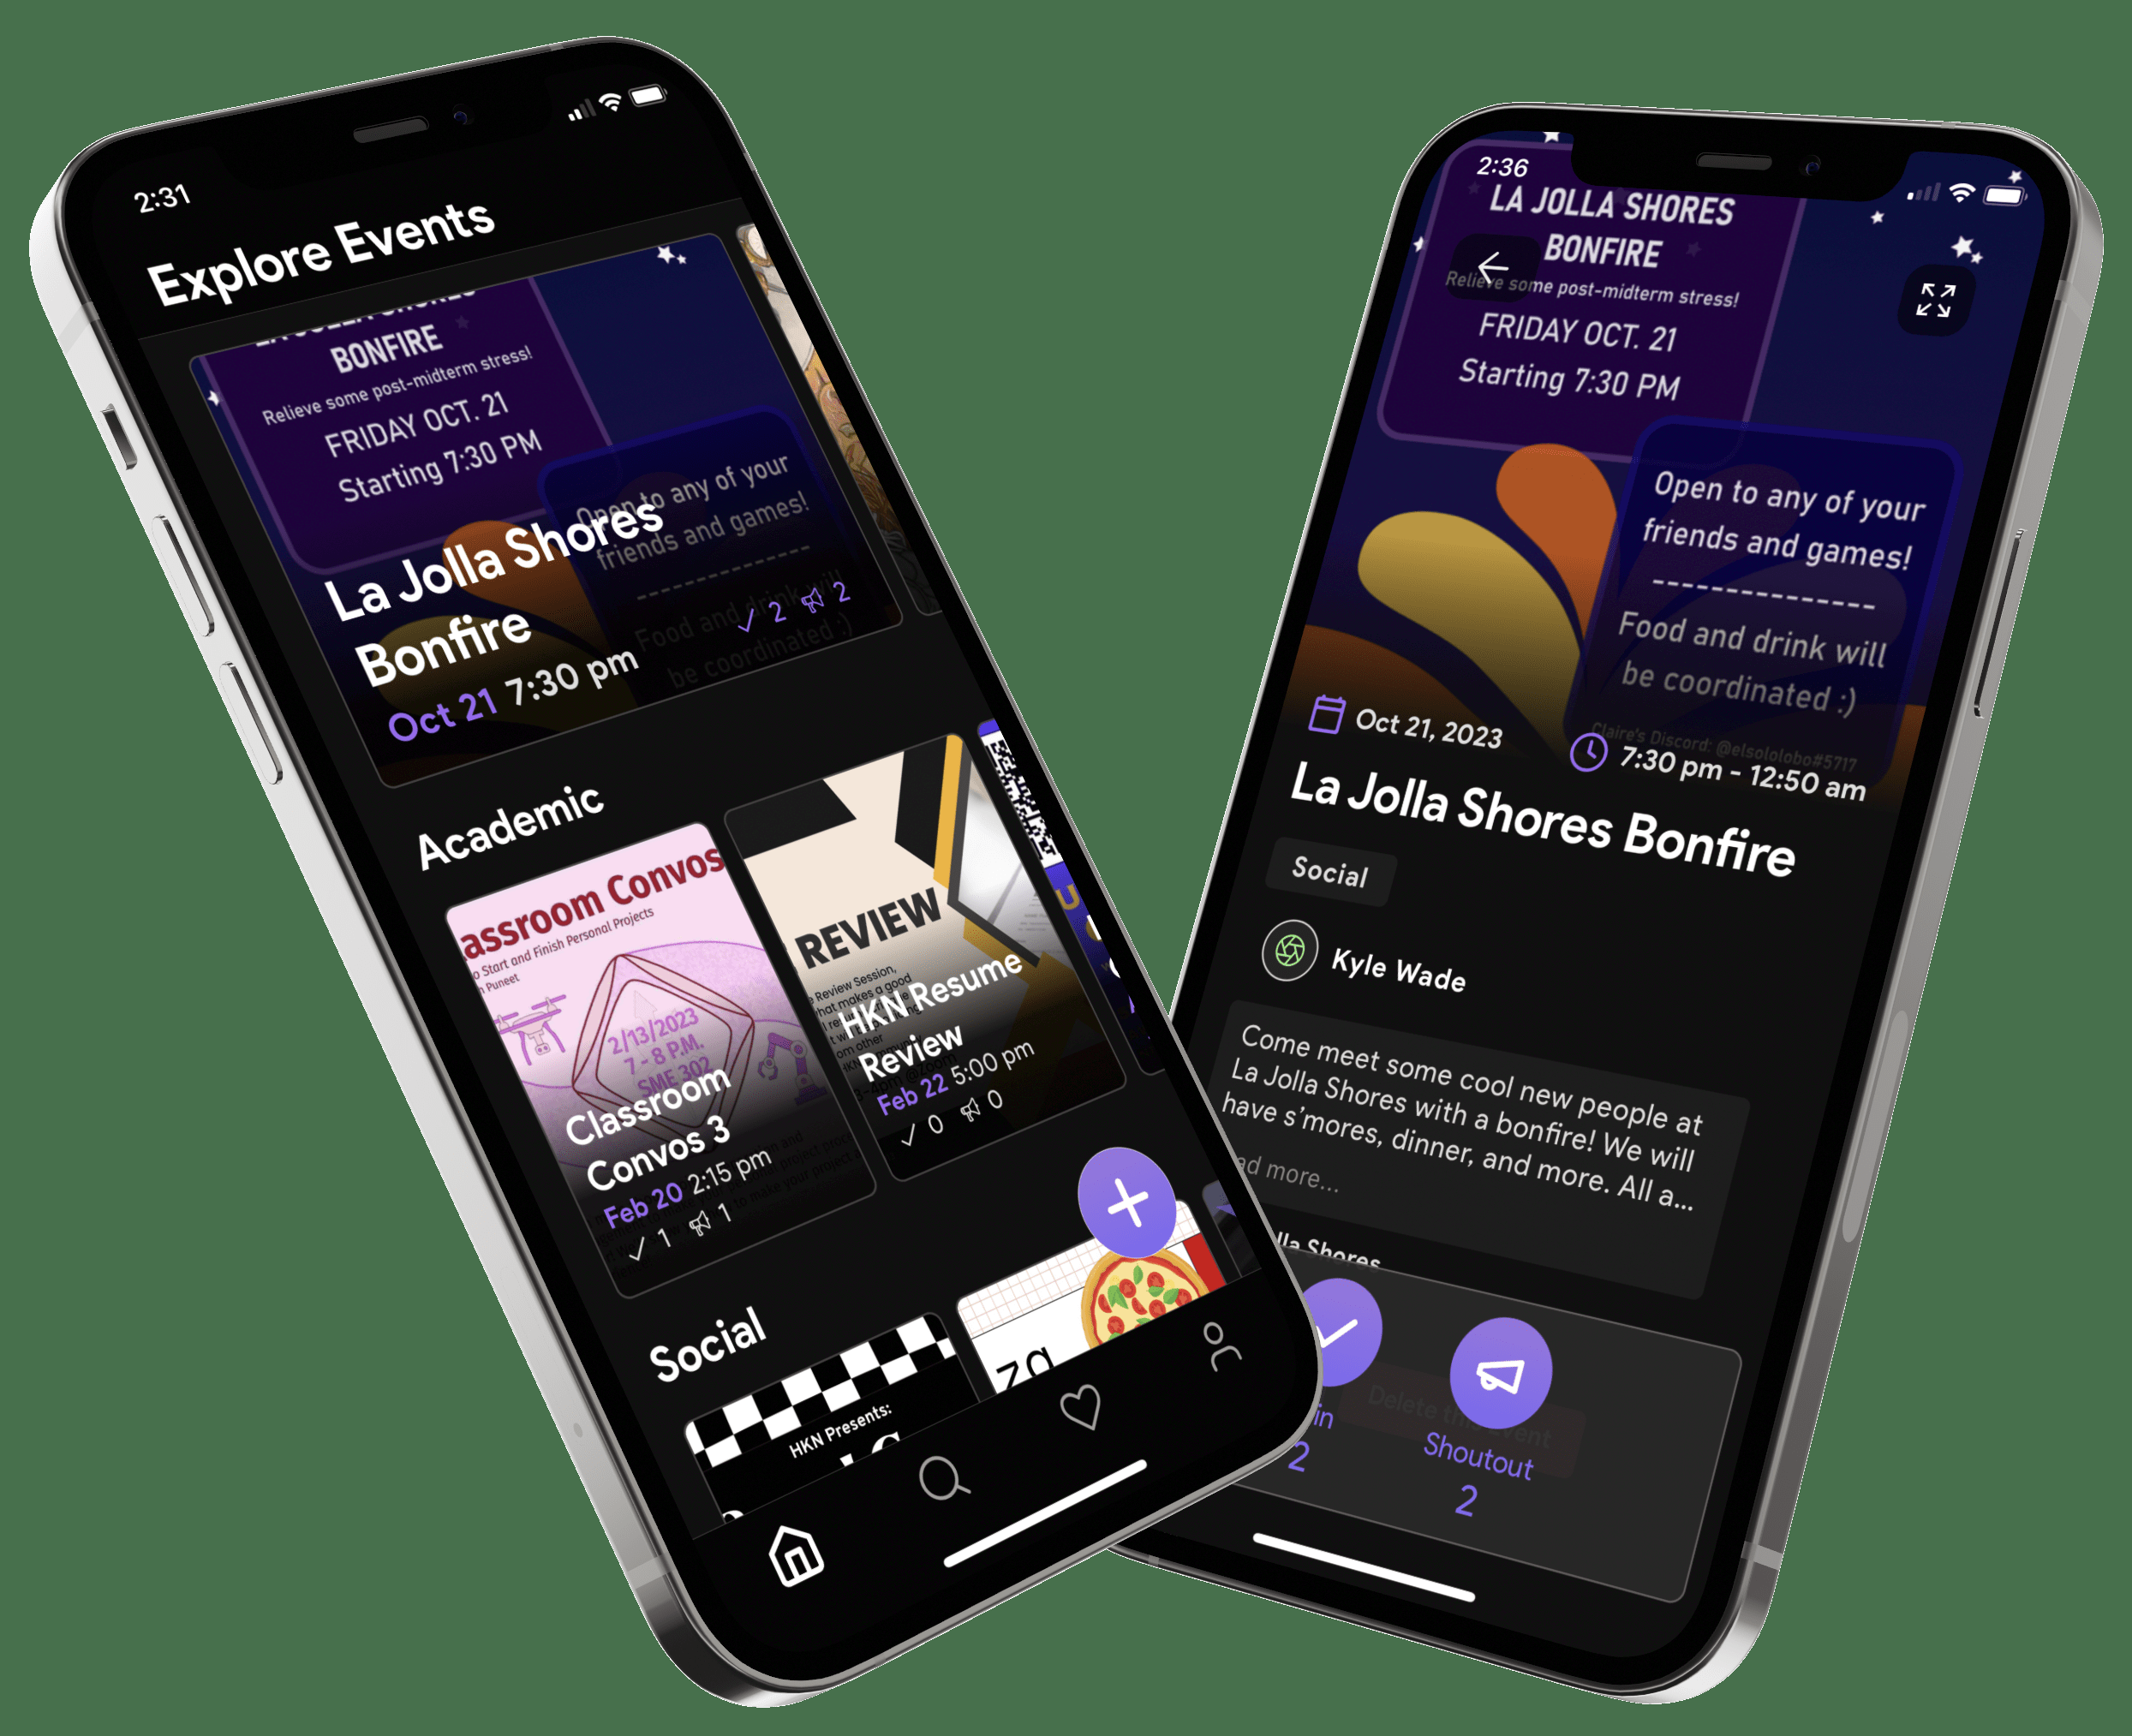 2:31
Explore Events
BONFIRE
Relieve some post-midterm stress!
FRIDAY OCT. 21
Starting 7:30 PM
Open to any of your
friends and games!
---------------
Food and drink will
be coordinated :)
La Jolla Shores
Bonfire
Oct 21 7:30 pm
2 2
Academic
assroom Convos
o Start and Finish Personal Projects
h Puneet
2/13/2023
7 - 8 P.M.
SME 302
Classroom
Convos 3
Feb 20 2:15 pm
1 1
REVIEW
e Review Session,
hat makes a good
HKN Resume
Review
Feb 22 5:00 pm
0 0
U
Social
HKN Presents:
za
2:36
LA JOLLA SHORES
BONFIRE
Relieve some post-midterm stress!
FRIDAY OCT. 21
Starting 7:30 PM
Open to any of your
friends and games!
---------------
Food and drink will
be coordinated :)
Claire's Discord: @elsololobo#5717
Oct 21, 2023
7:30 pm - 12:50 am
La Jolla Shores Bonfire
Social
Kyle Wade
Come meet some cool new people at
La Jolla Shores with a bonfire! We will
have s'mores, dinner, and more. All a...
ad more...
lla Shores
Delete this event
in
2
Shoutout
2